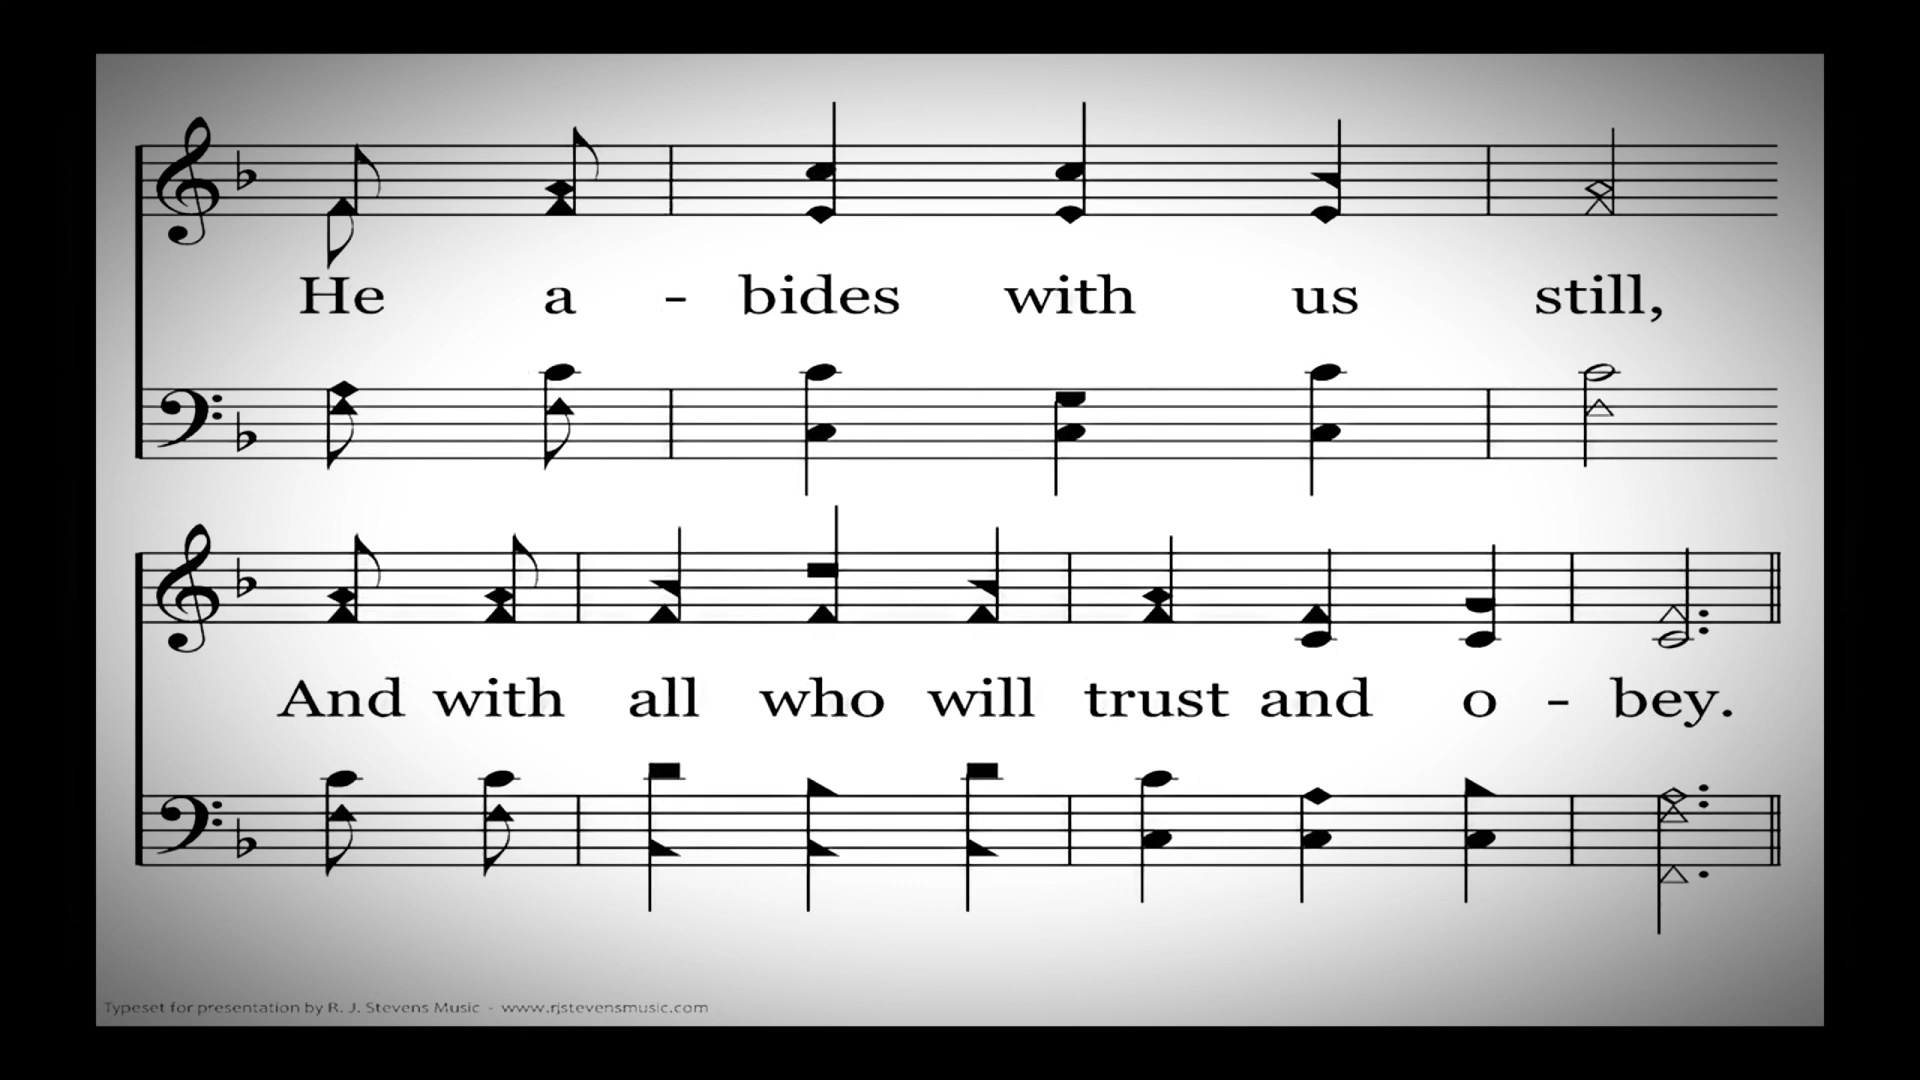 He a - bides with us still,
And with all who will trust and o - bey.
Typeset for presentation by R. J. Stevens Music - www.rjstevensmusic.com